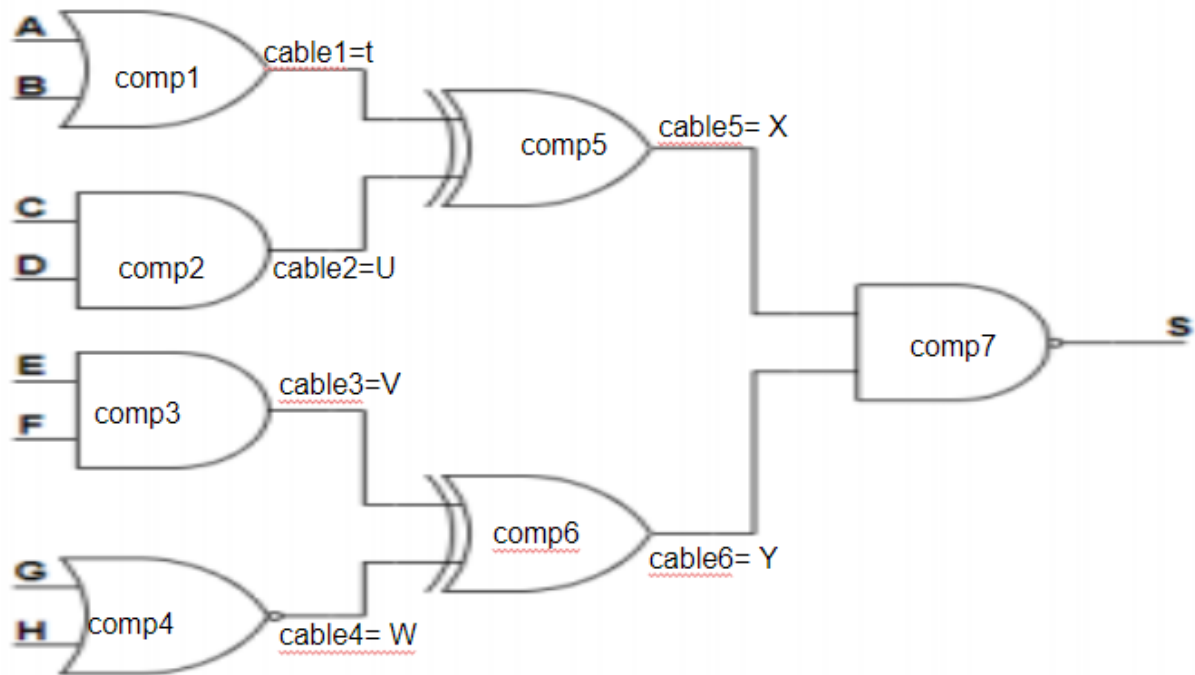 A
cable1=t
comp1
B
cable5= X
comp5
C
D
comp2
cable2=U
E
cable3=V
comp3
F
S
comp7
comp6
cable6= Y
G
H
comp4
cable4= W